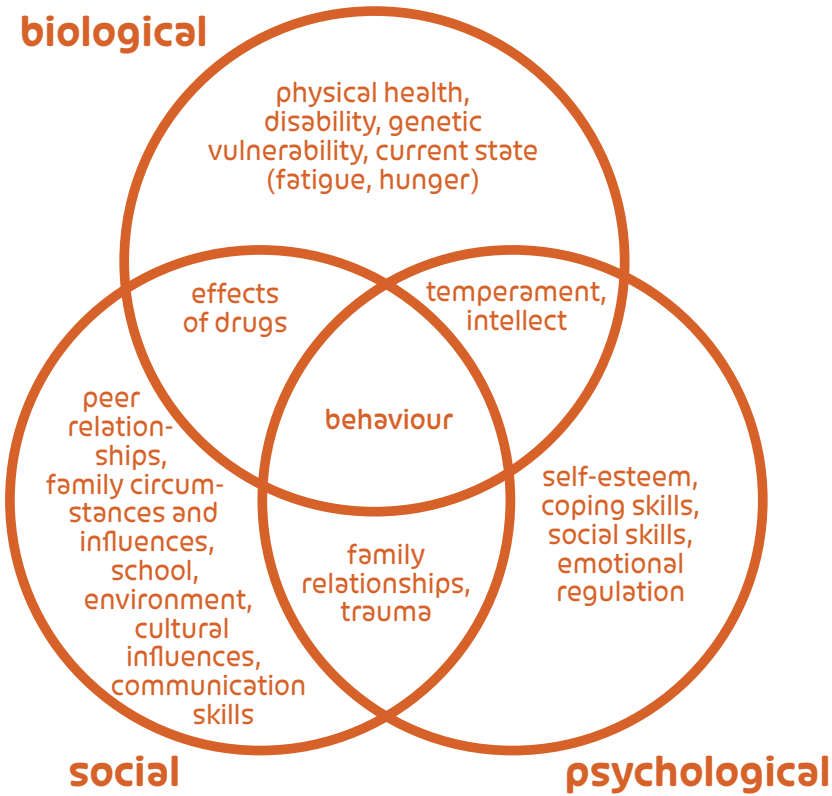 biological
physical health,
disability, genetic
vulnerability, current state
(fatigue, hunger)
effects
of drugs
temperament,
intellect
behaviour
peer
relation-
ships,
family circum-
stances and
influences,
school,
environment,
cultural
influences,
communication
skills
family
relationships,
trauma
self-esteem,
coping skills,
social skills,
emotional
regulation
social
psychological